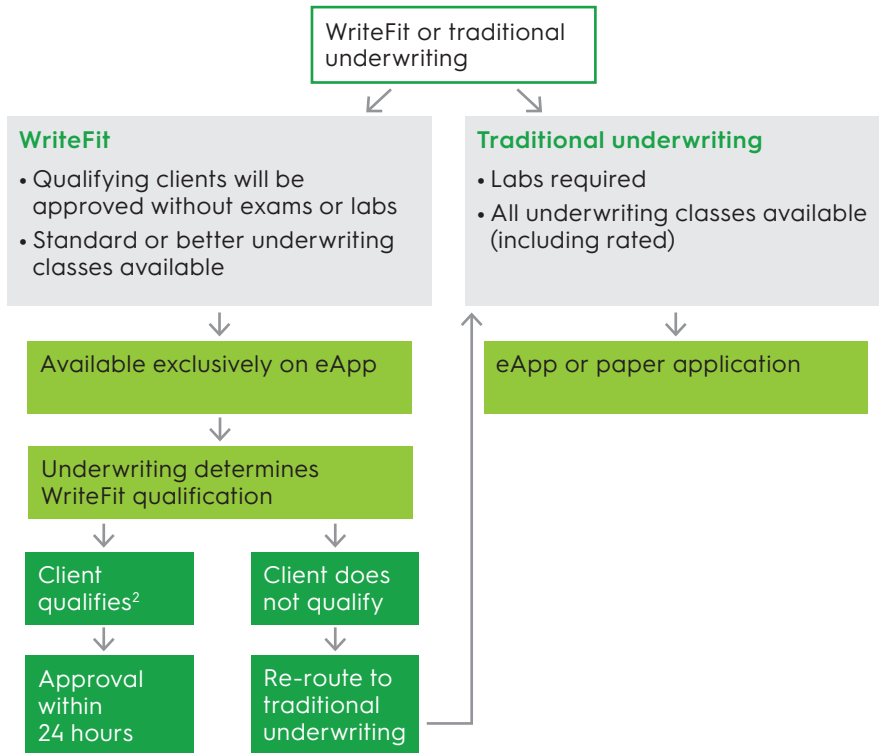 WriteFit or traditional
underwriting
WriteFit
• Qualifying clients will be
approved without exams or labs
• Standard or better underwriting
classes available
Traditional underwriting
• Labs required
• All underwriting classes available
(including rated)
Available exclusively on eApp
eApp or paper application
Underwriting determines
WriteFit qualification
Client
qualifies²
Client does
not qualify
Approval
within
24 hours
Re-route to
traditional
underwriting